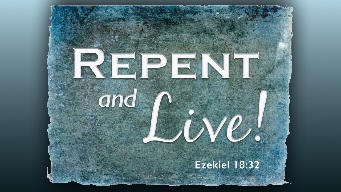 REPENT
and
Live!
Ezekiel 18:32